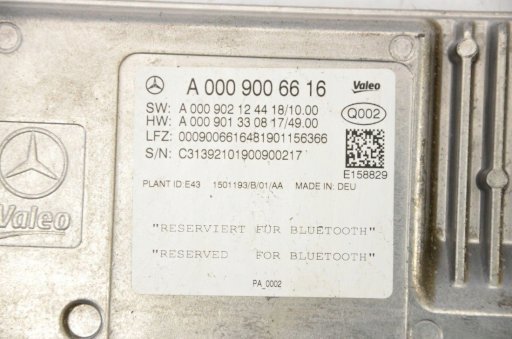 A 000 900 66 16
Valeo
SW: A 000 902 12 44 18/10.00
HW: A 000 901 33 08 17/49.00
Q002
LFZ: 0009006616481901156366
S/N: C31392101900900217
E158829
PLANT ID E43 1501193/B/01/AA MADE IN: DEU
Valeo
"RESERVIERT FÜR BLUETOOTH"
"RESERVED FOR BLUETOOTH"
PA_0002